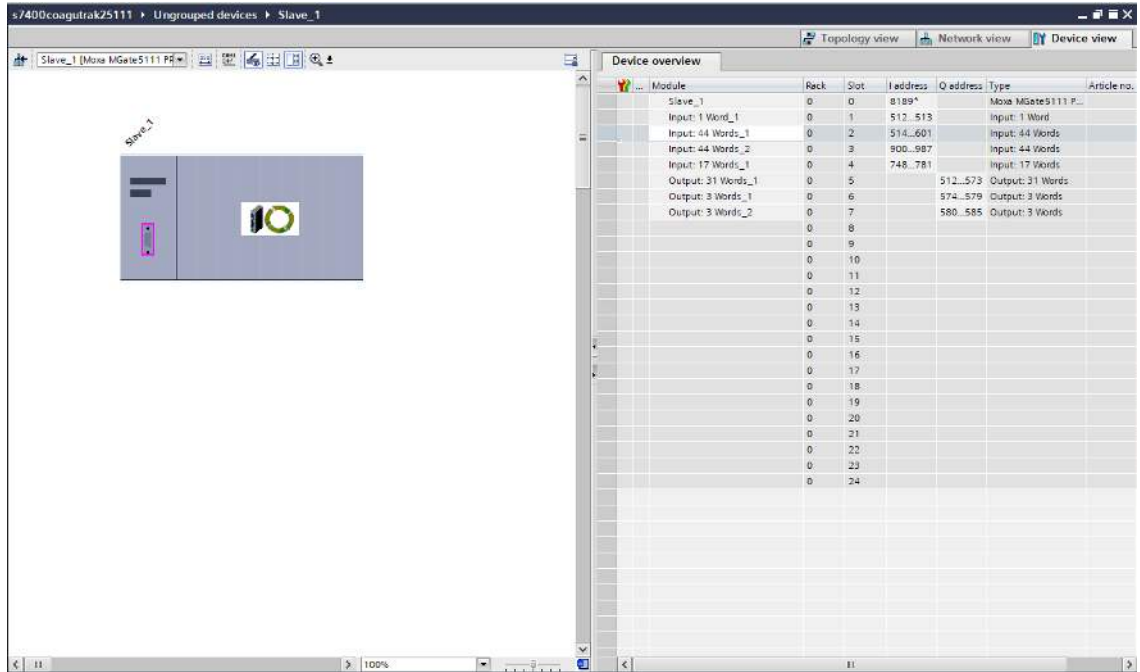 s7400coagutrak25111 ▸ Ungrouped devices ▸ Slave_1
Topology view Network view Device view
Slave_1 [Moxa MGate5111 PR
Device overview
... Module Rack Slot I address Q address Type Article no.
Slave_1 0 0 8189* Moxa MGate5111 P...
Input: 1 Word_1 0 1 512...513 Input: 1 Word
Input: 44 Words_1 0 2 514...601 Input: 44 Words
Input: 44 Words_2 0 3 900...987 Input: 44 Words
Input: 17 Words_1 0 4 748...781 Input: 17 Words
Output: 31 Words_1 0 5 512...573 Output: 31 Words
Output: 3 Words_1 0 6 574...579 Output: 3 Words
Output: 3 Words_2 0 7 580...585 Output: 3 Words
0 8
0 9
0 10
0 11
0 12
0 13
0 14
0 15
0 16
0 17
0 18
0 19
0 20
0 21
0 22
0 23
0 24
Slave_1
100%